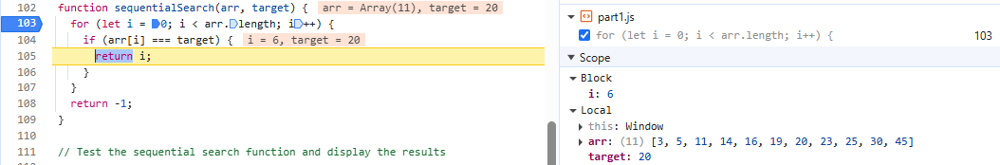 102 function sequentialSearch(arr, target) { arr = Array(11), target = 20
103 for (let i = 0; i < arr.length; i++) {
104 if (arr[i] === target) { i = 6, target = 20
105 return i;
106 }
107 }
108 return -1;
109 }
110
111 // Test the sequential search function and display the results
part1.js
for (let i = 0; i < arr.length; i++) { 103
Scope
Block
i: 6
Local
this: Window
arr: (11) [3, 5, 11, 14, 16, 19, 20, 23, 25, 30, 45]
target: 20